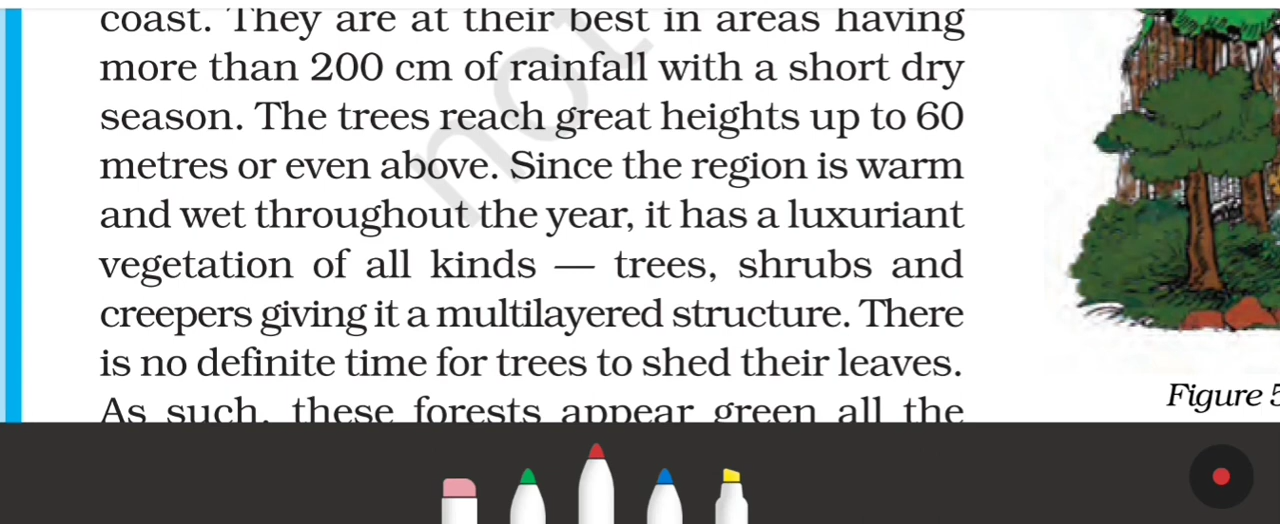 coast. They are at their best in areas having
more than 200 cm of rainfall with a short dry
season. The trees reach great heights up to 60
metres or even above. Since the region is warm
and wet throughout the year, it has a luxuriant
vegetation of all kinds — trees, shrubs and
creepers giving it a multilayered structure. There
is no definite time for trees to shed their leaves.
As such, these forests appear green all the
not
Figure 5